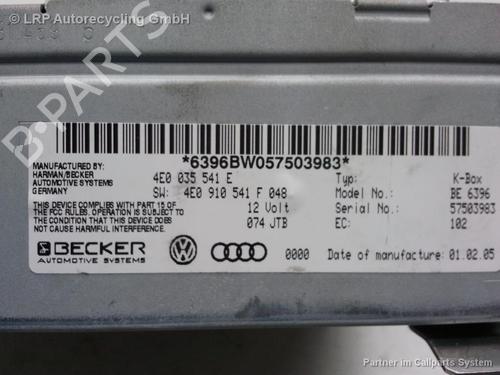 LRP Autorecycling GmbH
*6396BW057503983*
MANUFACTURED BY:
HARMAN/BECKER
AUTOMOTIVE SYSTEMS
THIS DEVICE COMPLIES WITH PART 15 OF
THE FCC RULES. OPERATION IS SUBJECT TO
THE CONDITION THAT THIS DEVICE DOES
NOT CAUSE HARMFUL INTERFERENCE.
4E0 035 541 E
SW: 4E0 910 541 F 048
12 Volt
074 JTB
Typ: K-Box
Model: BE 6396
Serial No.: 57503983
EC: 102
BECKER
AUTOMOTIVE SYSTEMS
0000
Date of manufacture: 01.02.05
Partner im Callparts System